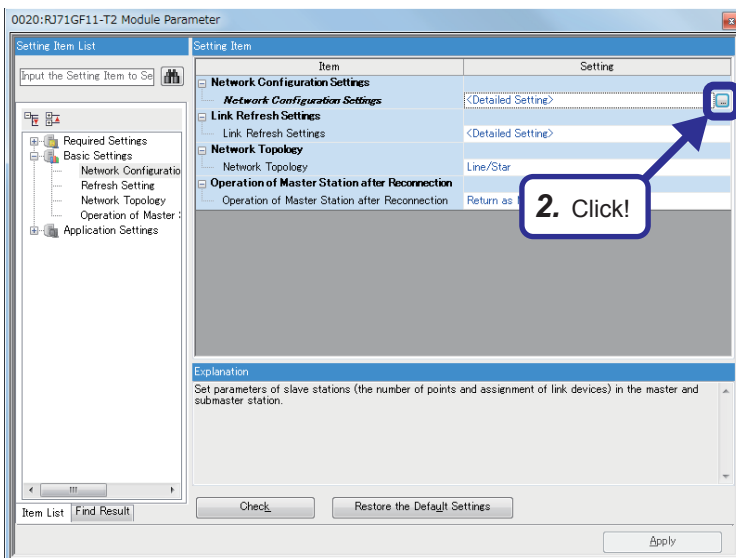 0020:RJ71GF11-T2 Module Parameter
Setting Item List
Input the Setting Item to Se
Required Settings
Basic Settings
Network Configuratio
Refresh Setting
Network Topology
Operation of Master
Application Settings
Item List
Find Result
Setting Item
Item Setting
Network Configuration Settings
Network Configuration Settings <Detailed Setting>
Link Refresh Settings
Link Refresh Settings <Detailed Setting>
Network Topology
Network Topology Line/Star
Operation of Master Station after Reconnection
Operation of Master Station after Reconnection Return as
2. Click!
Explanation
Set parameters of slave stations (the number of points and assignment of link devices) in the master and
submaster station.
Check
Restore the Default Settings
Apply